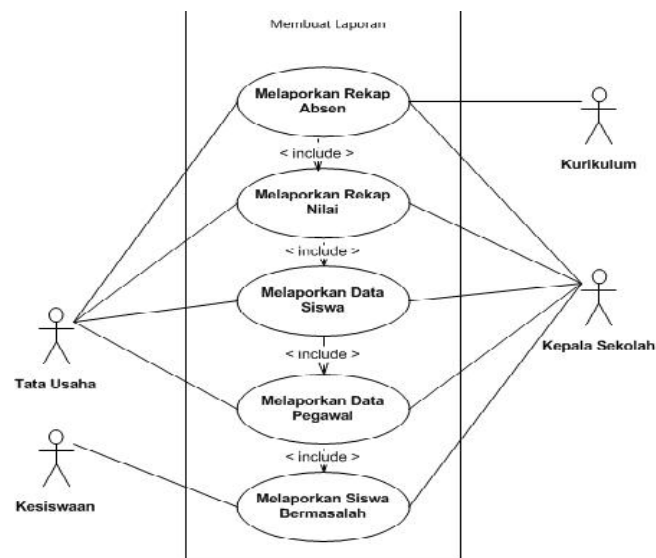 Membuat Laporan
Melaporkan Rekap
Absen
< include >
Kurikulum
Melaporkan Rekap
Nilai
< include >
Melaporkan Data
Siswa
Tata Usaha
Kepala Sekolah
< include >
Melaporkan Data
Pegawal
< include >
Kesiswaan
Melaporkan Siswa
Bermasalah